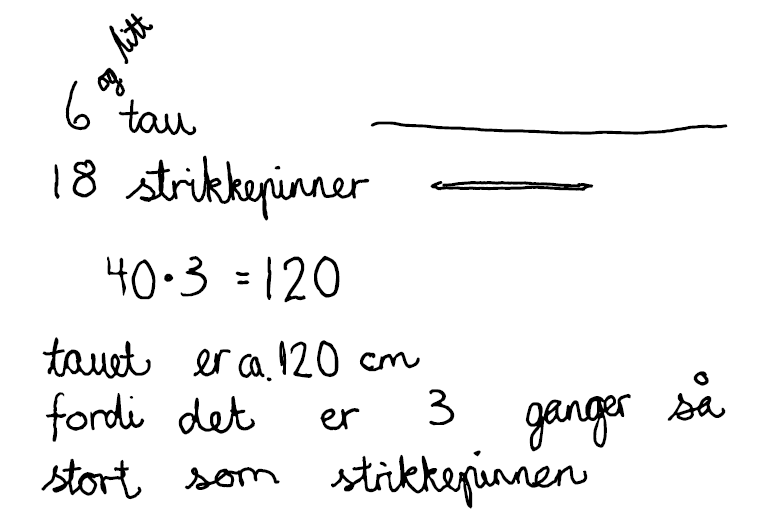 6 og litt tau
18 strikkepinner
40·3 = 120
tauet er ca. 120 cm
fordi det er 3 ganger så
stort som strikkepinnen